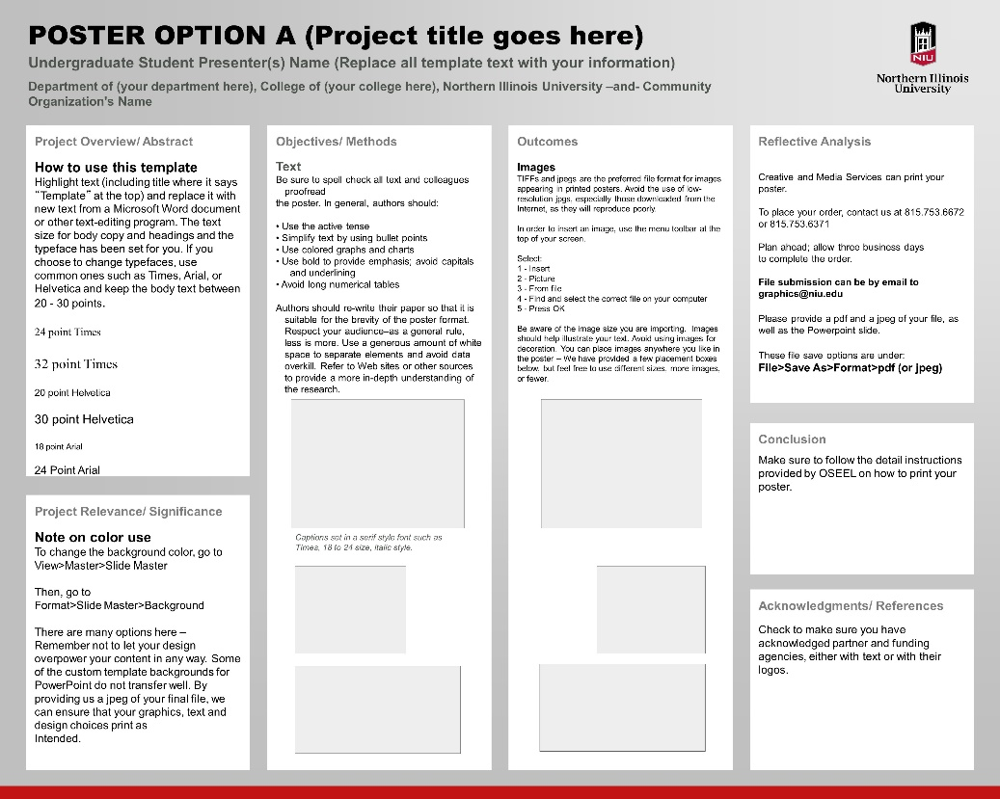 POSTER OPTION A (Project title goes here)
Undergraduate Student Presenter(s) Name (Replace all template text with your information)
Department of (your department here), College of (your college here), Northern Illinois University –and- Community
Organization's Name
NIU
Northern Illinois
University
Project Overview/ Abstract
How to use this template
Highlight text (including title where it says
"Template" at the top) and replace it with
new text from a Microsoft Word document
or other text-editing program. The text
size for body copy and headings and the
typeface has been set for you. If you
choose to change typefaces, use
common ones such as Times, Arial, or
Helvetica and keep the body text between
20 - 30 points.
24 point Times
32 point Times
20 point Helvetica
30 point Helvetica
18 point Arial
24 Point Arial
Project Relevance/ Significance
Note on color use
To change the background color, go to
View>Master>Slide Master
Then, go to
Format>Slide Master>Background
There are many options here –
Remember not to let your design
overpower your content in any way. Some
of the custom template backgrounds for
PowerPoint do not transfer well. By
providing us a jpeg of your final file, we
can ensure that your graphics, text and
design choices print as
Intended.
Objectives/ Methods
Text
Be sure to spell check all text and colleagues
proofread
the poster. In general, authors should:
• Use the active tense
• Simplify text by using bullet points
• Use colored graphs and charts
• Use bold to provide emphasis; avoid capitals
and underlining
• Avoid long numerical tables
Authors should re-write their paper so that it is
suitable for the brevity of the poster format.
Respect your audience–as a general rule,
less is more. Use a generous amount of white
space to separate elements and avoid data
overkill. Refer to Web sites or other sources
to provide a more in-depth understanding of
the research.
Captions set in a serif style font such as
Times, 18 to 24 size, italic style.
Outcomes
Images
TIFFs and jpegs are the preferred file format for images
appearing in printed posters. Avoid the use of low-
resolution jpgs, especially those downloaded from the
Internet, as they will reproduce poorly.
In order to insert an image, use the menu toolbar at the
top of your screen.
Select:
1 - Insert
2 - Picture
3 - From file
4 - Find and select the correct file on your computer
5 - Press OK
Be aware of the image size you are importing. Images
should help illustrate your text. Avoid using images for
decoration. You can place images anywhere you like in
the poster – We have provided a few placement boxes
below, but feel free to use different sizes, more images,
or fewer.
Reflective Analysis
Creative and Media Services can print your
poster.
To place your order, contact us at 815.753.6672
or 815.753.6371
Plan ahead; allow three business days
to complete the order.
File submission can be by email to
graphics@niu.edu
Please provide a pdf and a jpeg of your file, as
well as the Powerpoint slide.
These file save options are under:
File>Save As>Format>pdf (or jpeg)
Conclusion
Make sure to follow the detail instructions
provided by OSEEL on how to print your
poster.
Acknowledgments/ References
Check to make sure you have
acknowledged partner and funding
agencies, either with text or with their
logos.